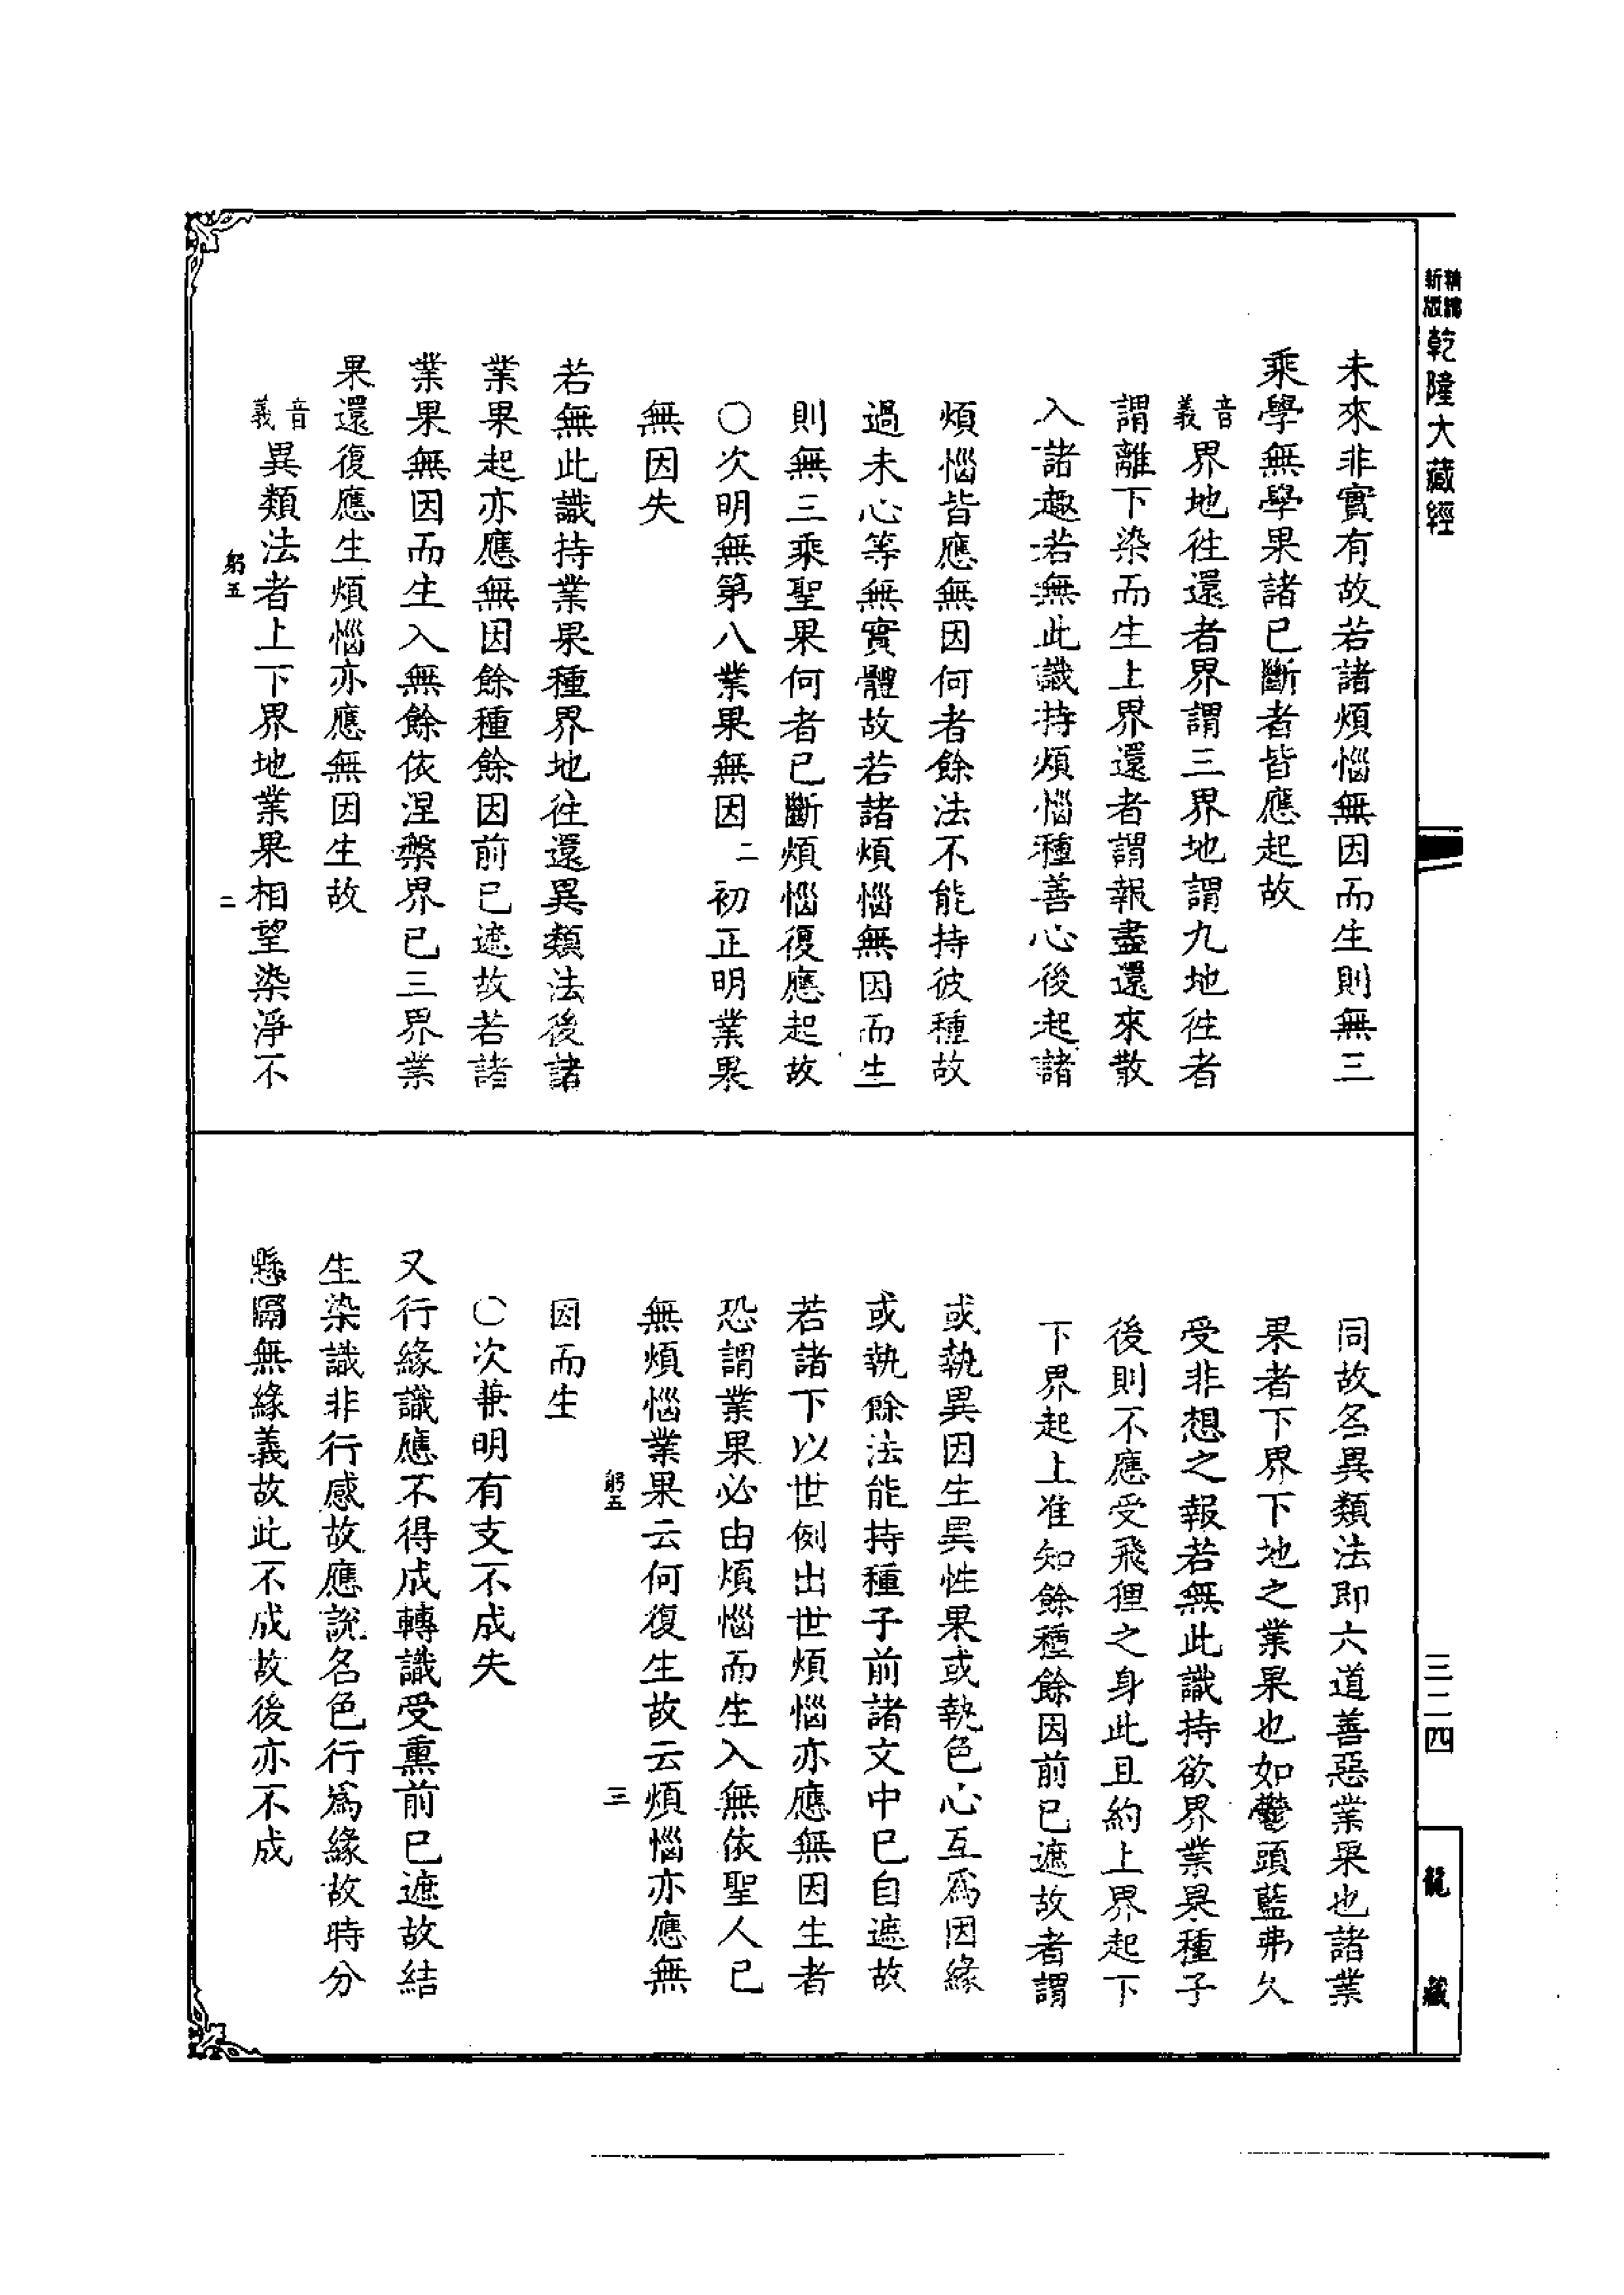 精編
新版
乾隆大藏經
未來非實有故若諸煩惱無因而生則無三
乘學無學果諸已斷者皆應起故
音義 界地往還者界謂三界地謂九地往者
謂離下染而生上界還者謂報盡還來散
入諸趣若無此識持煩惱種善心後起諸
煩惱皆應無因何者餘法不能持彼種故
過未心等無實體故若諸煩惱無因而生
則無三乘聖果何者已斷煩惱復應起故
○次明無第八業果無因二初正明業果
無因失
若無此識持業果種界地往還異類法後諸
業果起亦應無因餘種餘因前已遮故若諸
業果無因而生入無餘依涅槃界已三界業
果還復應生煩惱亦應無因生故
音義 異類法者上下界地業果相望染淨不
躬五
二
同故名異類法即六道善惡業果也諸業
果者下界下地之業果也如鬱頭藍弗久
受非想之報若無此識持欲界業果種子
後則不應受飛狸之身此且約上界起下
下界起上准知餘種餘因前已遮故者謂
或執異因生異性果或執色心互為因緣
或執餘法能持種子前諸文中已自遮故
若諸下以世例出世煩惱亦應無因生者
恐謂業果必由煩惱而生入無依聖人已
無煩惱業果云何復生故云煩惱亦應無
躬五
三
因而生
○次兼明有支不成失
又行緣識應不得成轉識受熏前已遮故結
生染識非行感故應說名色行為緣故時分
懸隔無緣義故此不成故後亦不成
三二四
龍藏